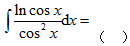 ∫ (ln cos x)/(cos² x) dx = ( )